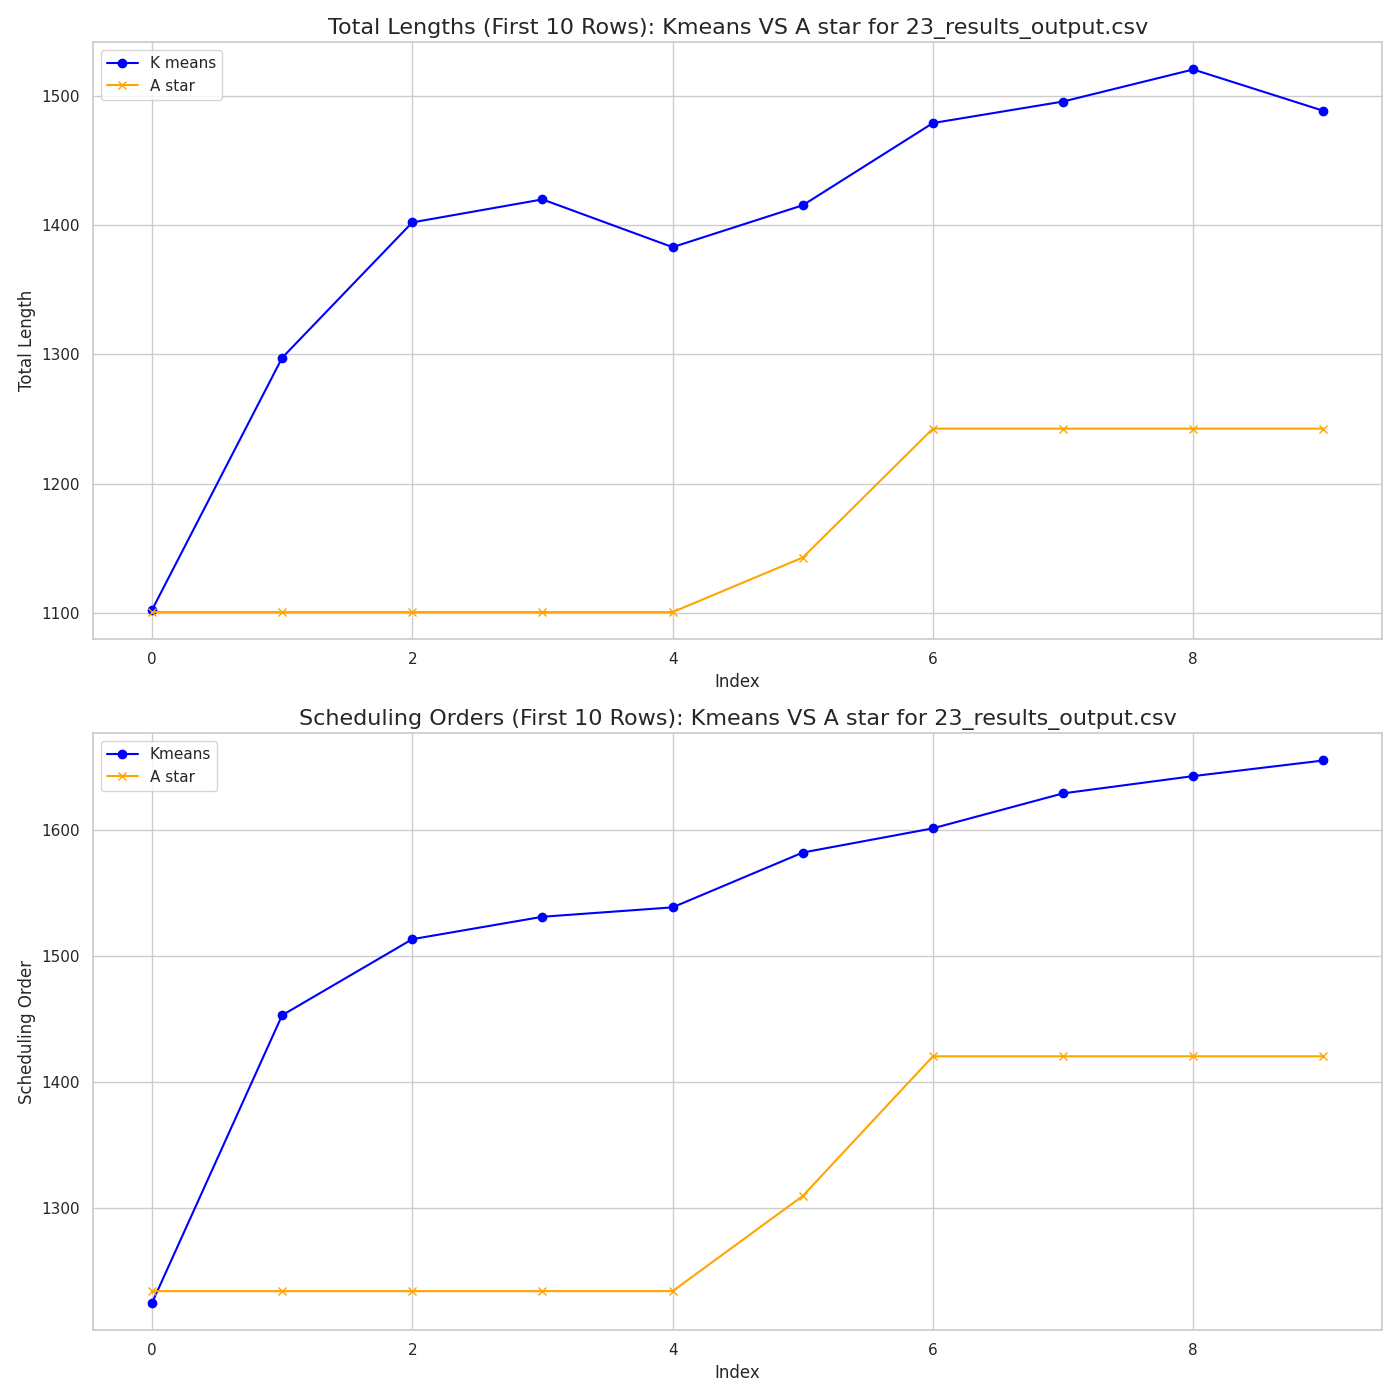 Total Lengths (First 10 Rows): Kmeans VS A star for 23_results_output.csv
K means
A star
Total Length
1500
1400
1300
1200
1100
0 2 4 6 8
Index
Scheduling Orders (First 10 Rows): Kmeans VS A star for 23_results_output.csv
Kmeans
A star
Scheduling Order
1600
1500
1400
1300
0 2 4 6 8
Index